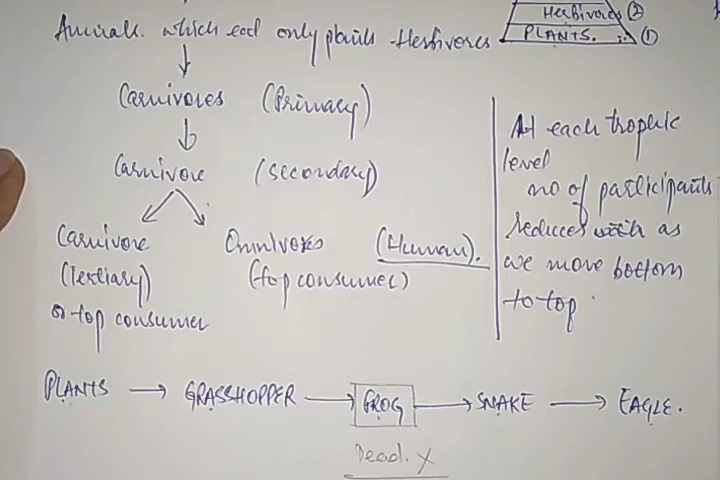 Herbivores ②
PLANTS. ①
Animals which eat only plants - Herbivores
Carnivores (Primary)
Carnivore (secondary)
Carnivore
(Tertiary)
or top consumer
Omnivores (Human).
(top consumer)
At each trophic
level
no of participants
reduces with as
we move bottom
to top.
PLANTS → GRASSHOPPER → FROG → SNAKE → EAGLE.
Dead. X